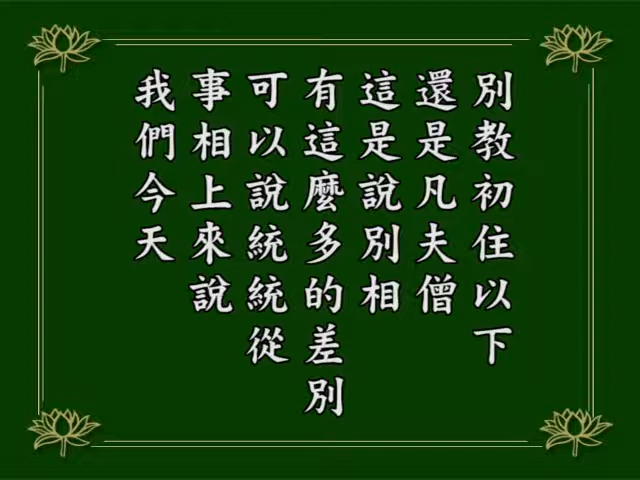 別教初住以下
還是凡夫僧
這是說別相
有這麼多的差別
可以說統統從
事相上來說
我們今天